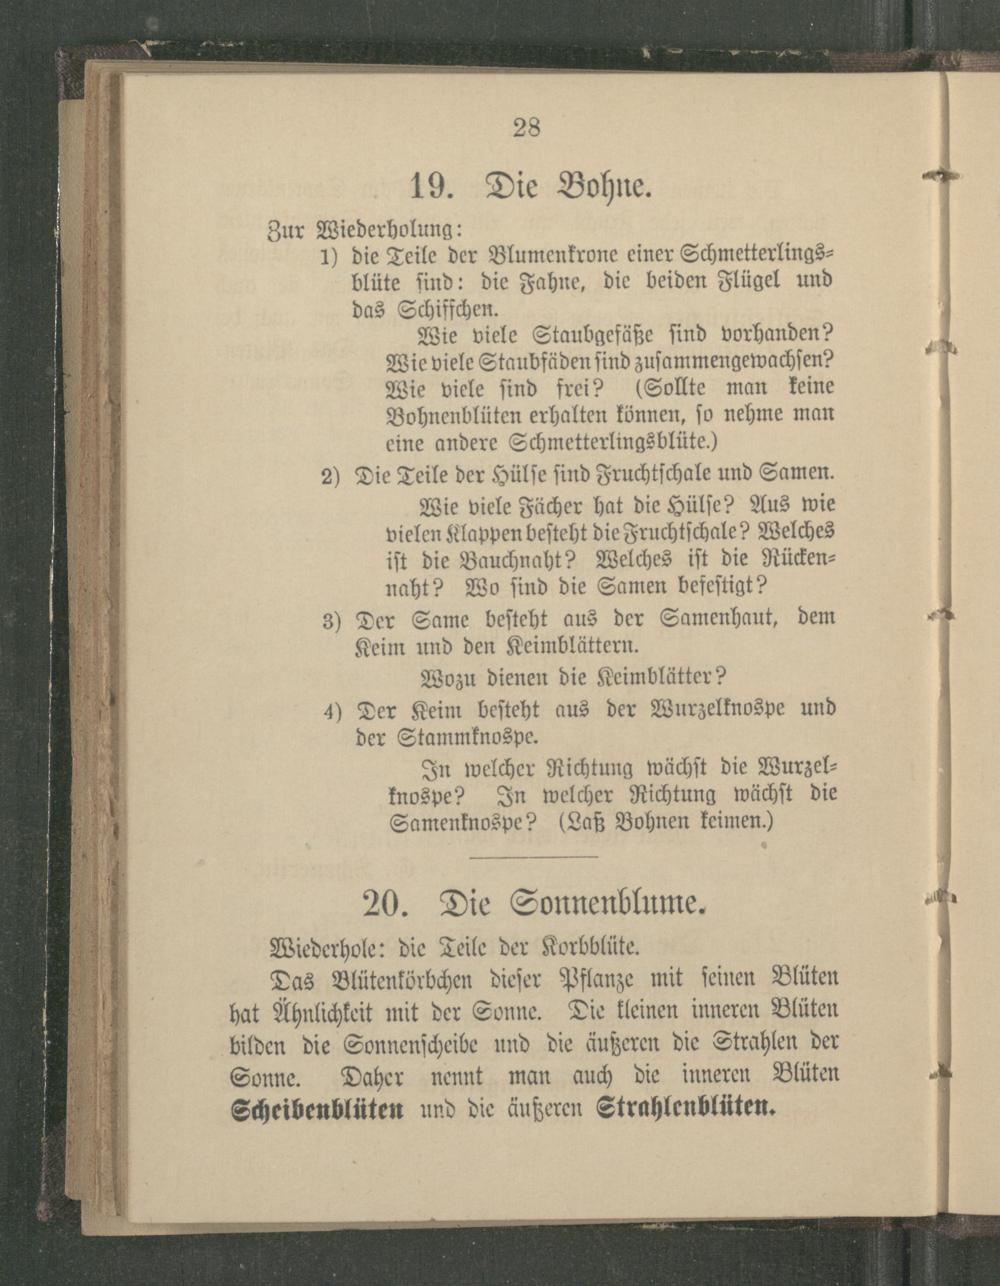 28
19. Die Bohne.
Zur Wiederholung:
1) die Teile der Blumenkrone einer Schmetterlings-
blüte sind: die Fahne, die beiden Flügel und
das Schiffchen.
Wie viele Staubgefäße sind vorhanden?
Wie viele Staubfäden sind zusammengewachsen?
Wie viele sind frei? (Sollte man keine
Bohnenblüten erhalten können, so nehme man
eine andere Schmetterlingsblüte.)
2) Die Teile der Hülse sind Fruchtschale und Samen.
Wie viele Fächer hat die Hülse? Aus wie
vielen Klappen besteht die Fruchtschale? Welches
ist die Bauchnaht? Welches ist die Rücken-
naht? Wo sind die Samen befestigt?
3) Der Same besteht aus der Samenhaut, dem
Keim und den Keimblättern.
Wozu dienen die Keimblätter?
4) Der Keim besteht aus der Wurzelknospe und
der Stammknospe.
In welcher Richtung wächst die Wurzel-
knospe? In welcher Richtung wächst die
Samenknospe? (Laß Bohnen keimen.)
20. Die Sonnenblume.
Wiederhole: die Teile der Korbblüte.
Das Blütenkörbchen dieser Pflanze mit seinen Blüten
hat Ähnlichkeit mit der Sonne. Die kleinen inneren Blüten
bilden die Sonnenscheibe und die äußeren die Strahlen der
Sonne. Daher nennt man auch die inneren Blüten
Scheibenblüten und die äußeren Strahlenblüten.